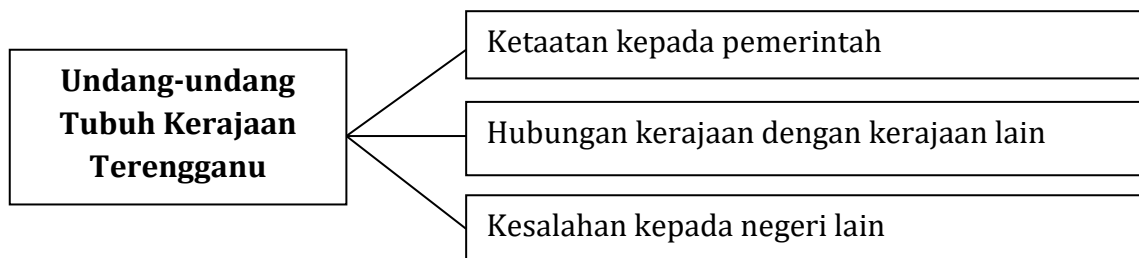 Undang-undang
Tubuh Kerajaan
Terengganu
Ketaatan kepada pemerintah
Hubungan kerajaan dengan kerajaan lain
Kesalahan kepada negeri lain